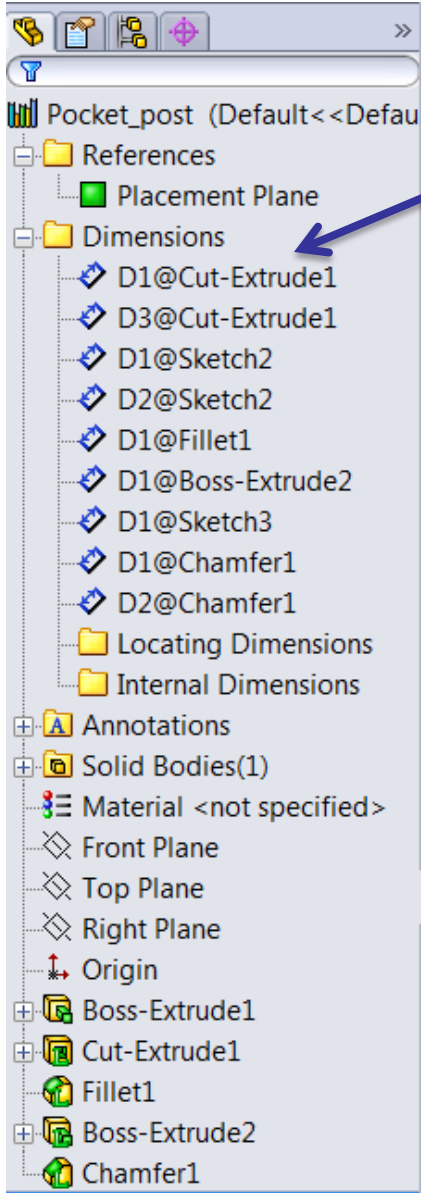 Pocket_post (Default<<Defau
References
Placement Plane
Dimensions
D1@Cut-Extrude1
D3@Cut-Extrude1
D1@Sketch2
D2@Sketch2
D1@Fillet1
D1@Boss-Extrude2
D1@Sketch3
D1@Chamfer1
D2@Chamfer1
Locating Dimensions
Internal Dimensions
A Annotations
Solid Bodies(1)
Material <not specified>
Front Plane
Top Plane
Right Plane
Origin
Boss-Extrude1
Cut-Extrude1
Fillet1
Boss-Extrude2
Chamfer1